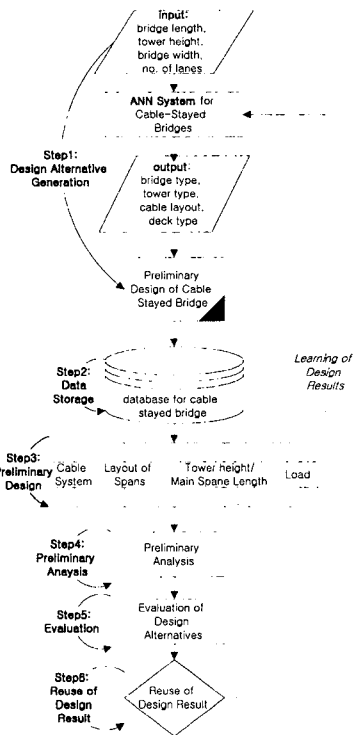 input:
bridge length,
tower height,
bridge width,
no. of lanes
ANN System for
Cable-Stayed
Bridges
Step1:
Design Alternative
Generation
output:
bridge type,
tower type,
cable layout,
deck type
Preliminary
Design of Cable
Stayed Bridge
Step2:
Data
Storage
database for cable
stayed bridge
Learning of
Design
Results
Step3:
Preliminary
Design
Cable
System
Layout of
Spans
Tower height/
Main Spane Length
Load
Step4:
Preliminary
Anaysis
Preliminary
Analysis
Step5:
Evaluation
Evaluation of
Design
Alternatives
Step6:
Reuse of
Design
Result
Reuse of
Design Result